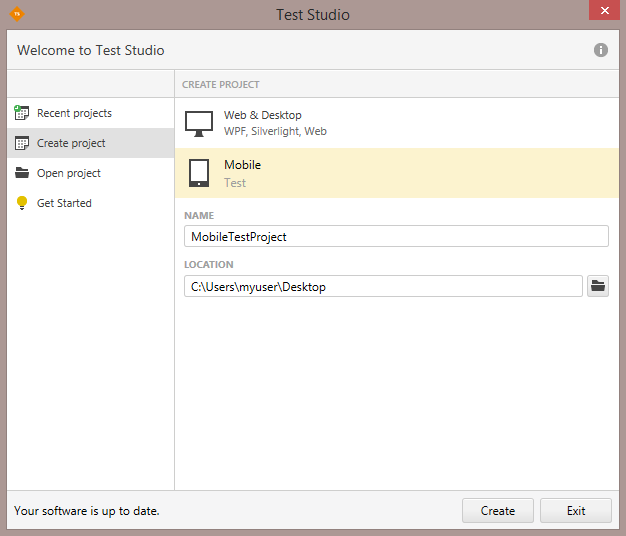 Test Studio
Welcome to Test Studio
Recent projects
Create project
Open project
Get Started
CREATE PROJECT
Web & Desktop
WPF, Silverlight, Web
Mobile
Test
NAME
MobileTestProject
LOCATION
C:\Users\myuser\Desktop
Your software is up to date.
Create
Exit